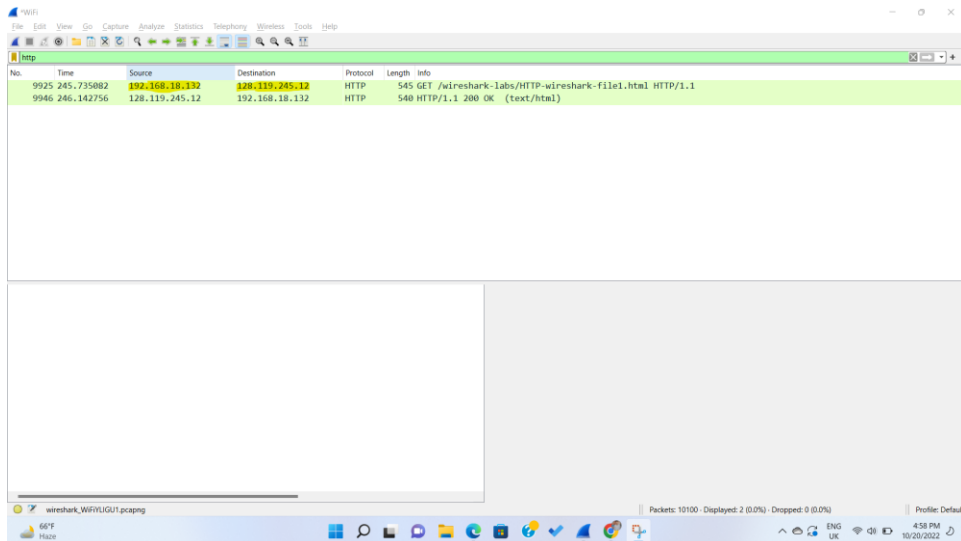 *WiFi
File Edit View Go Capture Analyze Statistics Telephony Wireless Tools Help
http
No. Time Source Destination Protocol Length Info
9925 245.735082 192.168.18.132 128.119.245.12 HTTP 545 GET /wireshark-labs/HTTP-wireshark-file1.html HTTP/1.1
9946 246.142756 128.119.245.12 192.168.18.132 HTTP 540 HTTP/1.1 200 OK (text/html)
Packets: 10100 · Displayed: 2 (0.0%) · Dropped: 0 (0.0%) Profile: Defaul
66°F
Haze
ENG
UK
4:58 PM
10/20/2022